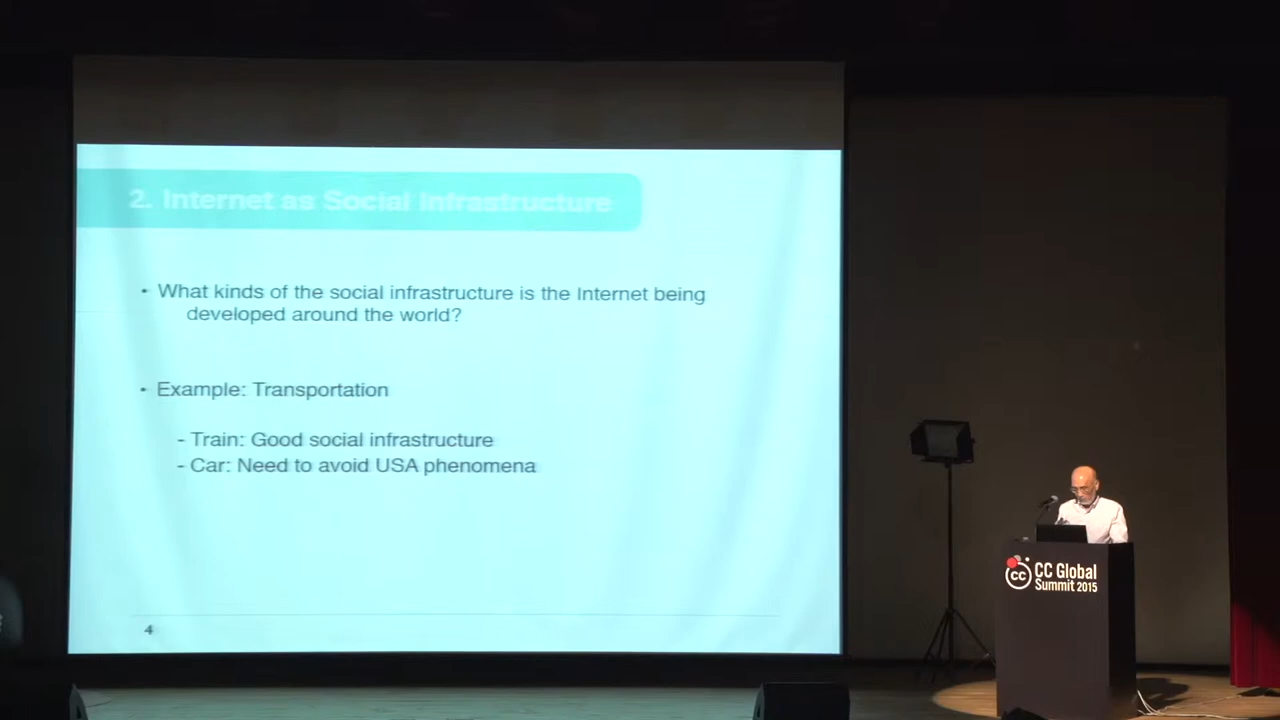 2. Internet as Social Infrastructure
• What kinds of the social infrastructure is the Internet being
developed around the world?
• Example: Transportation
- Train: Good social infrastructure
- Car: Need to avoid USA phenomena
4
cc CC Global
Summit 2015